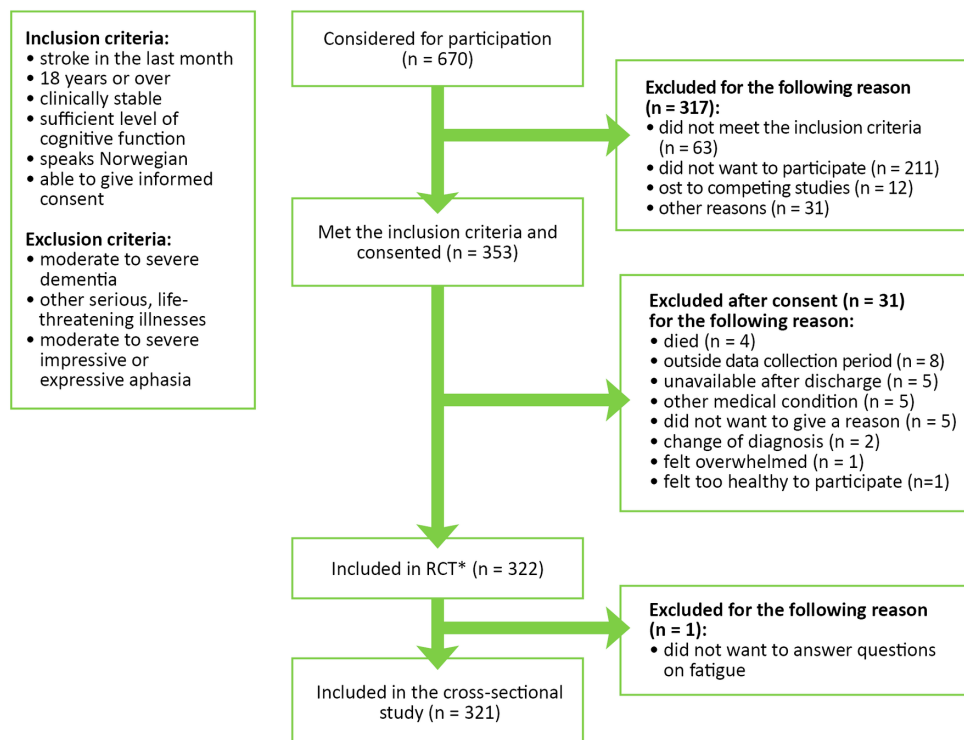 Inclusion criteria:
• stroke in the last month
• 18 years or over
• clinically stable
• sufficient level of
cognitive function
• speaks Norwegian
• able to give informed
consent
Exclusion criteria:
• moderate to severe
dementia
• other serious, life-
threatening illnesses
• moderate to severe
impressive or
expressive aphasia
Considered for participation
(n = 670)
Excluded for the following reason
(n = 317):
• did not meet the inclusion criteria
(n = 63)
• did not want to participate (n = 211)
• ost to competing studies (n = 12)
• other reasons (n = 31)
Met the inclusion criteria and
consented (n = 353)
Excluded after consent (n = 31)
for the following reason:
• died (n = 4)
• outside data collection period (n = 8)
• unavailable after discharge (n = 5)
• other medical condition (n = 5)
• did not want to give a reason (n = 5)
• change of diagnosis (n = 2)
• felt overwhelmed (n = 1)
• felt too healthy to participate (n=1)
Included in RCT* (n = 322)
Excluded for the following reason
(n = 1):
• did not want to answer questions
on fatigue
Included in the cross-sectional
study (n = 321)